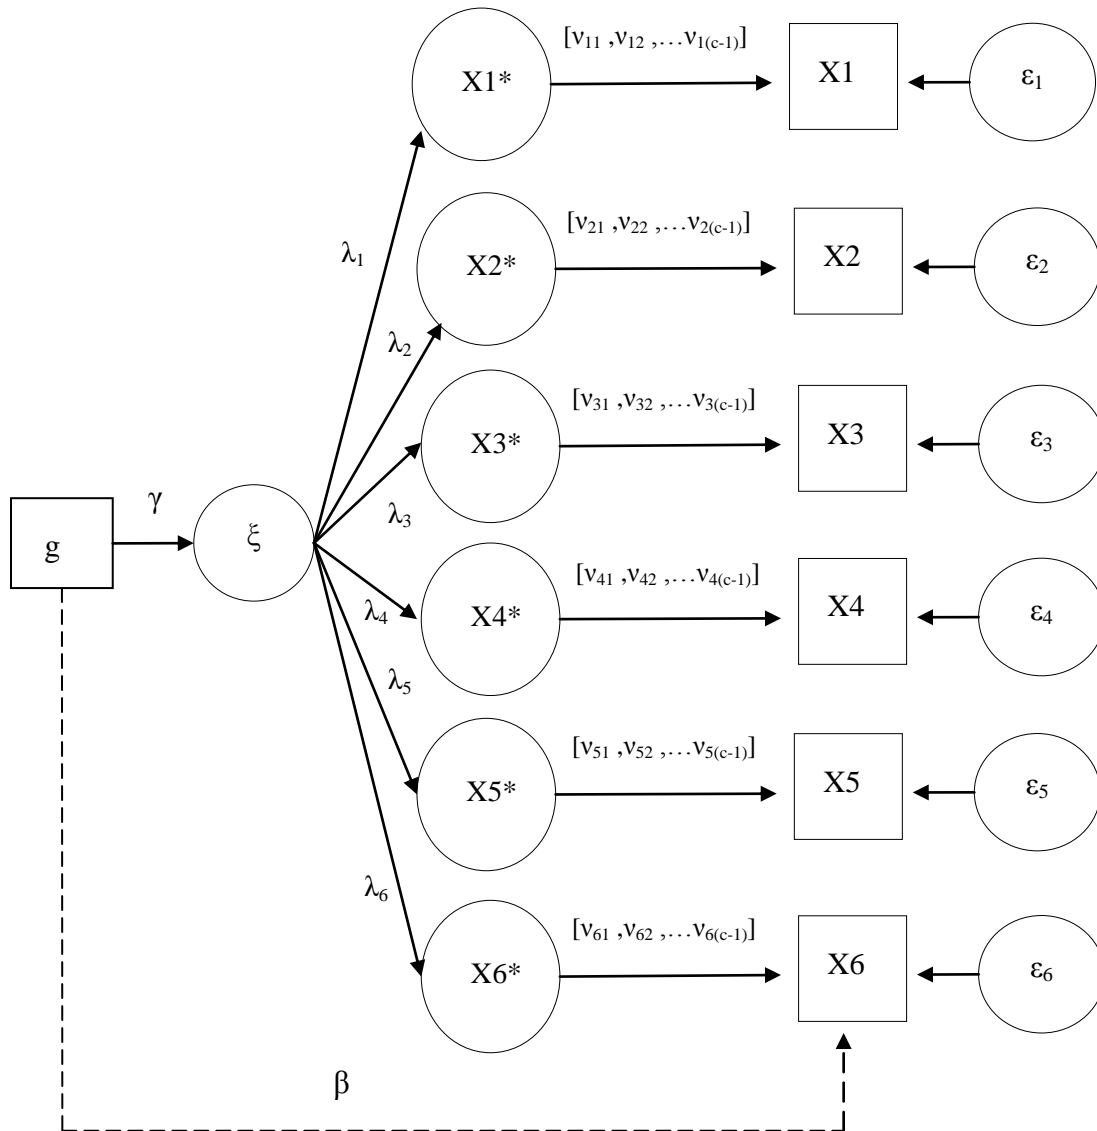 X1* [ν11 ,ν12 ,…ν1(c-1)] X1 ε1
λ1
X2* [ν21 ,ν22 ,…ν2(c-1)] X2 ε2
λ2
X3* [ν31 ,ν32 ,…ν3(c-1)] X3 ε3
λ3
g γ ξ
X4* [ν41 ,ν42 ,…ν4(c-1)] X4 ε4
λ4
λ5
X5* [ν51 ,ν52 ,…ν5(c-1)] X5 ε5
λ6
X6* [ν61 ,ν62 ,…ν6(c-1)] X6 ε6
β